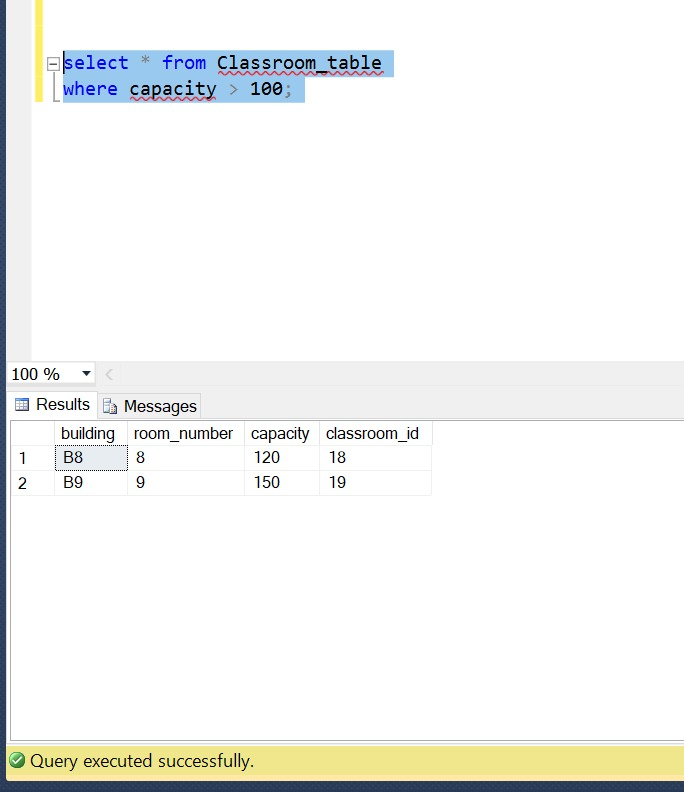 select * from Classroom_table
where capacity > 100;
100 %
Results Messages
building room_number capacity classroom_id
1 B8 8 120 18
2 B9 9 150 19
Query executed successfully.